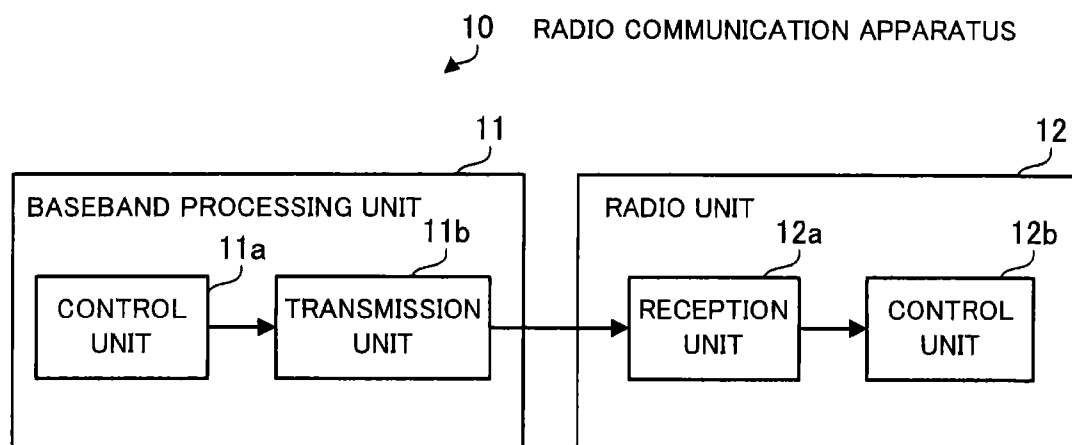 10 RADIO COMMUNICATION APPARATUS
11
12
BASEBAND PROCESSING UNIT
RADIO UNIT
11a
11b
12a
12b
CONTROL
UNIT
TRANSMISSION
UNIT
RECEPTION
UNIT
CONTROL
UNIT